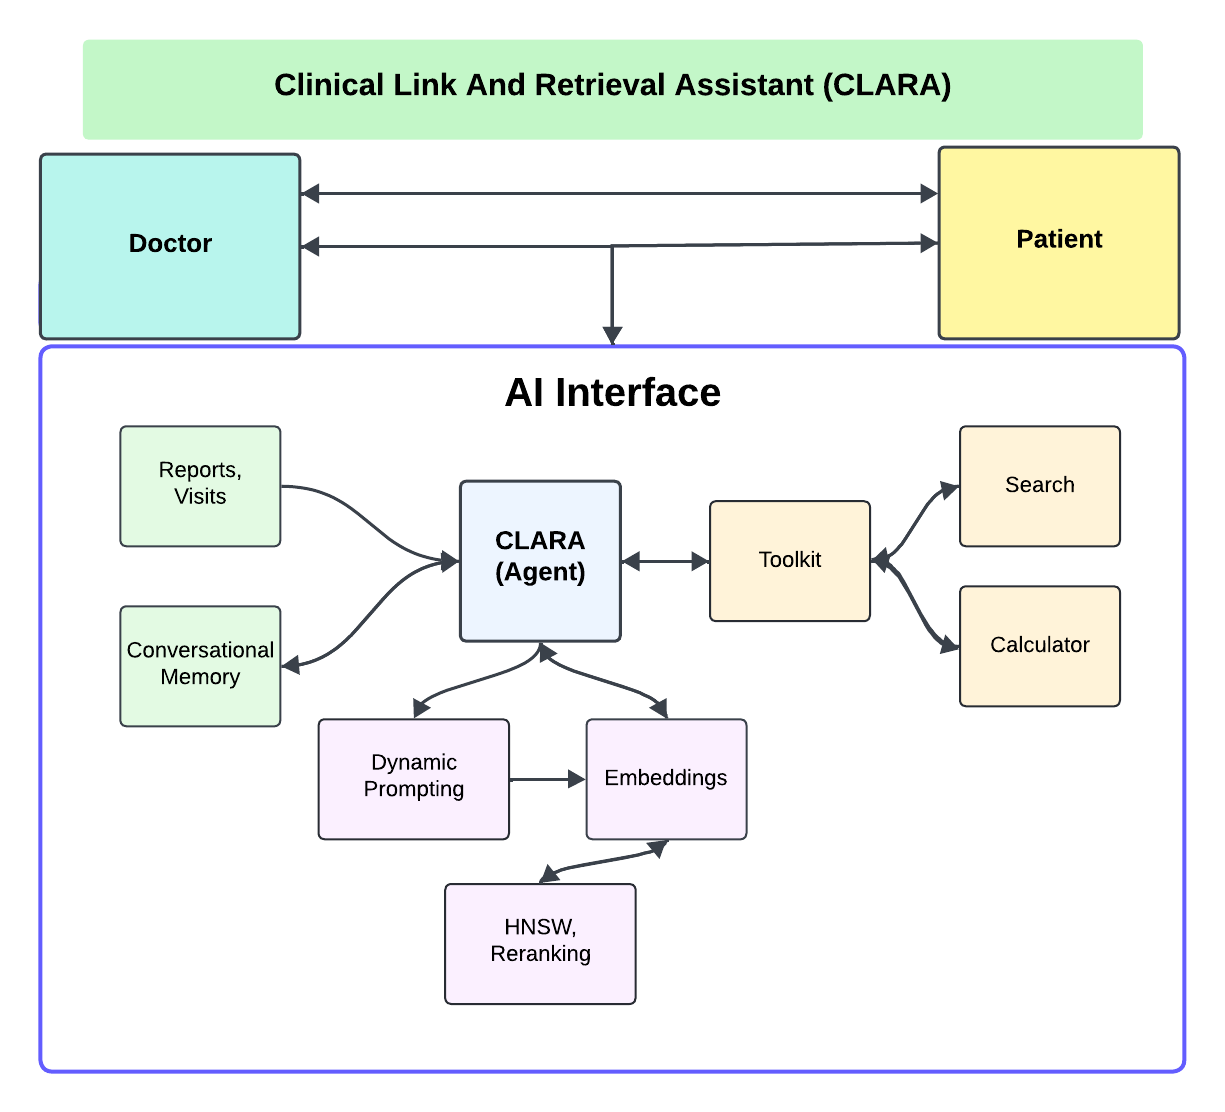 Clinical Link And Retrieval Assistant (CLARA)
Doctor
Patient
AI Interface
Reports,
Visits
Search
CLARA
(Agent)
Toolkit
Conversational
Memory
Calculator
Dynamic
Prompting
Embeddings
HNSW,
Reranking